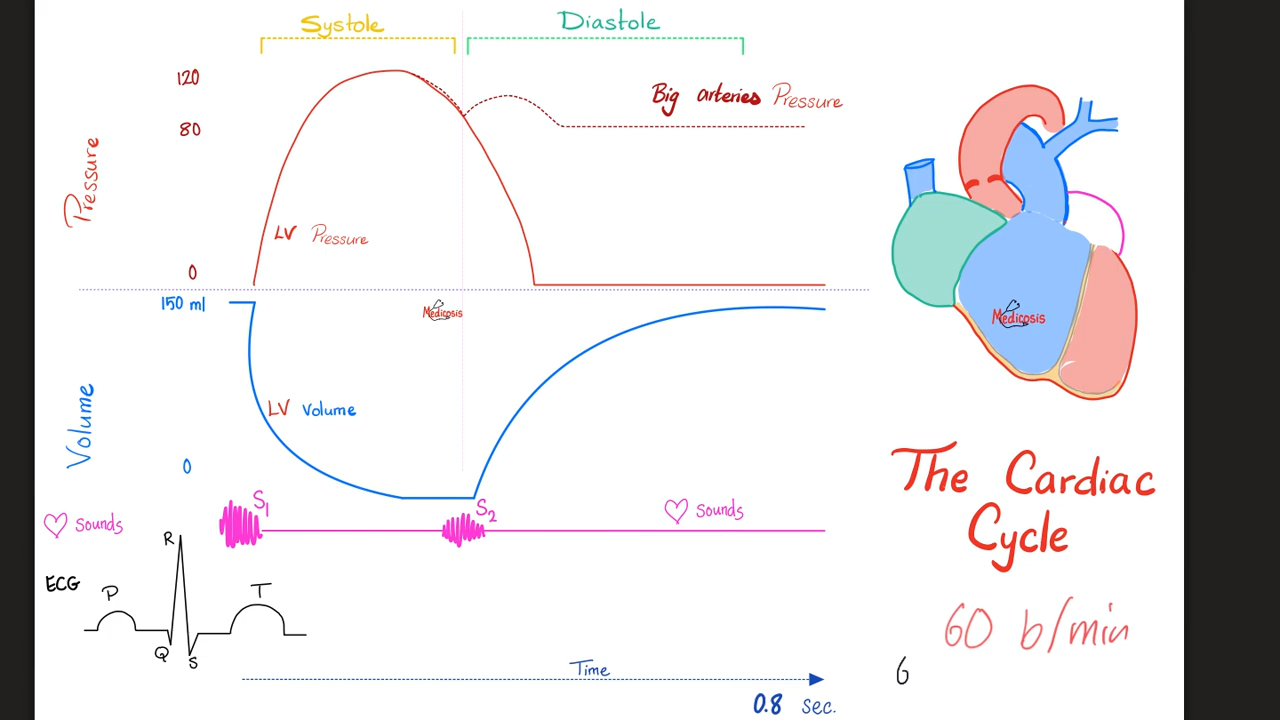 Systole
Diastole
120
Big arteries Pressure
80
Pressure
LV Pressure
0
150 ml
Medicosis
Medicosis
Volume
LV Volume
0
S1
S2
♡ Sounds
♡ Sounds
The Cardiac
Cycle
R
ECG
P
T
Q
S
60 b/min
6
Time
0.8 sec.